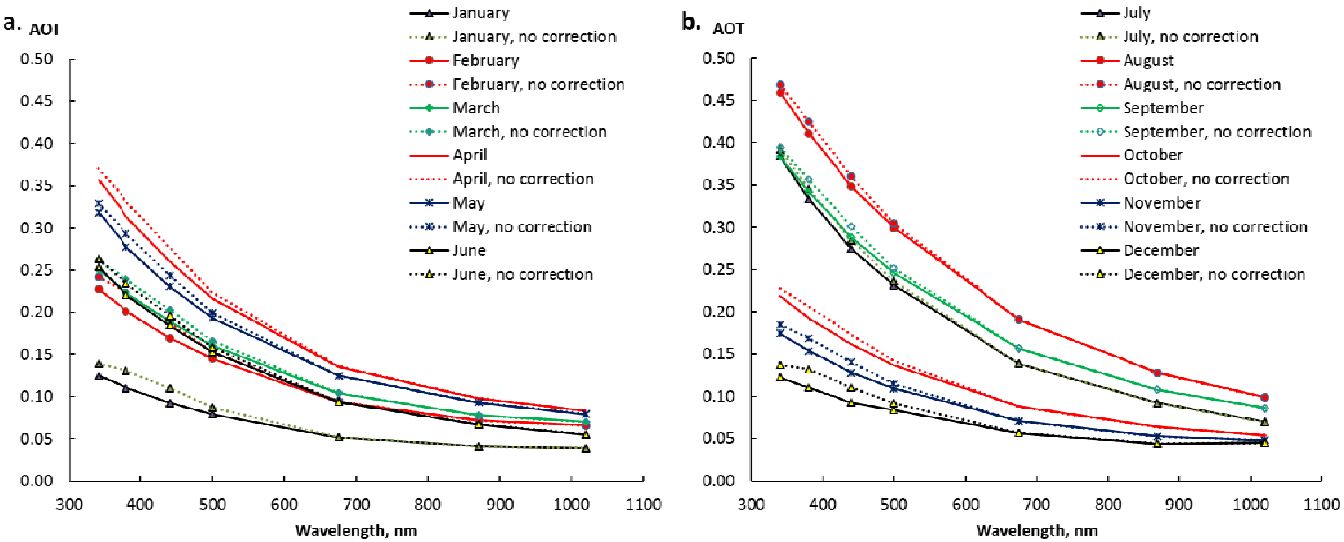 a. AOT
January
January, no correction
February
February, no correction
March
March, no correction
April
April, no correction
May
May, no correction
June
June, no correction
0.50
0.45
0.40
0.35
0.30
0.25
0.20
0.15
0.10
0.05
0.00
300 400 500 600 700 800 900 1000 1100
Wavelength, nm
b. AOT
July
July, no correction
August
August, no correction
September
September, no correction
October
October, no correction
November
November, no correction
December
December, no correction
0.50
0.45
0.40
0.35
0.30
0.25
0.20
0.15
0.10
0.05
0.00
300 400 500 600 700 800 900 1000 1100
Wavelength, nm